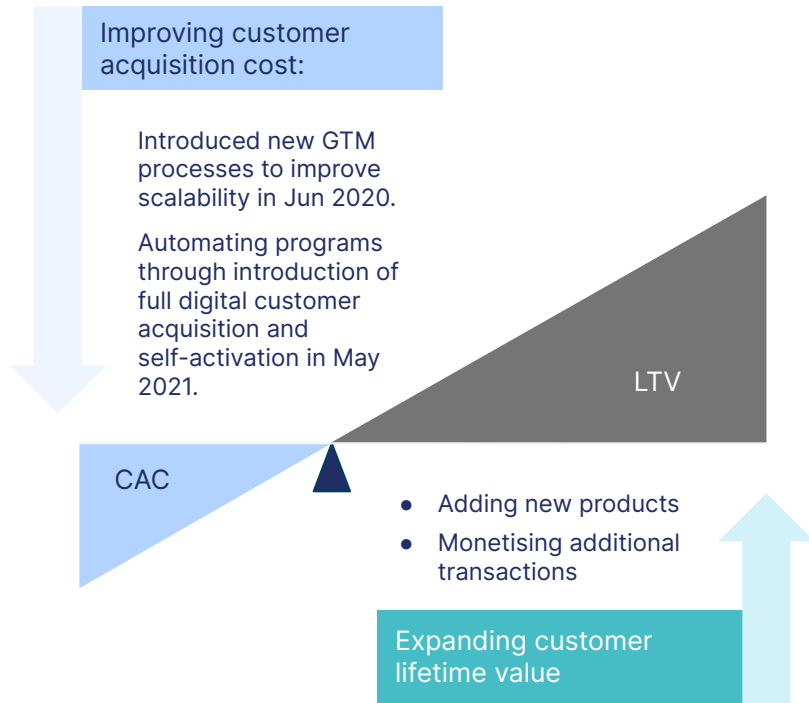 Improving customer
acquisition cost:
Introduced new GTM
processes to improve
scalability in Jun 2020.
Automating programs
through introduction of
full digital customer
acquisition and
self-activation in May
2021.
LTV
CAC
● Adding new products
● Monetising additional
transactions
Expanding customer
lifetime value